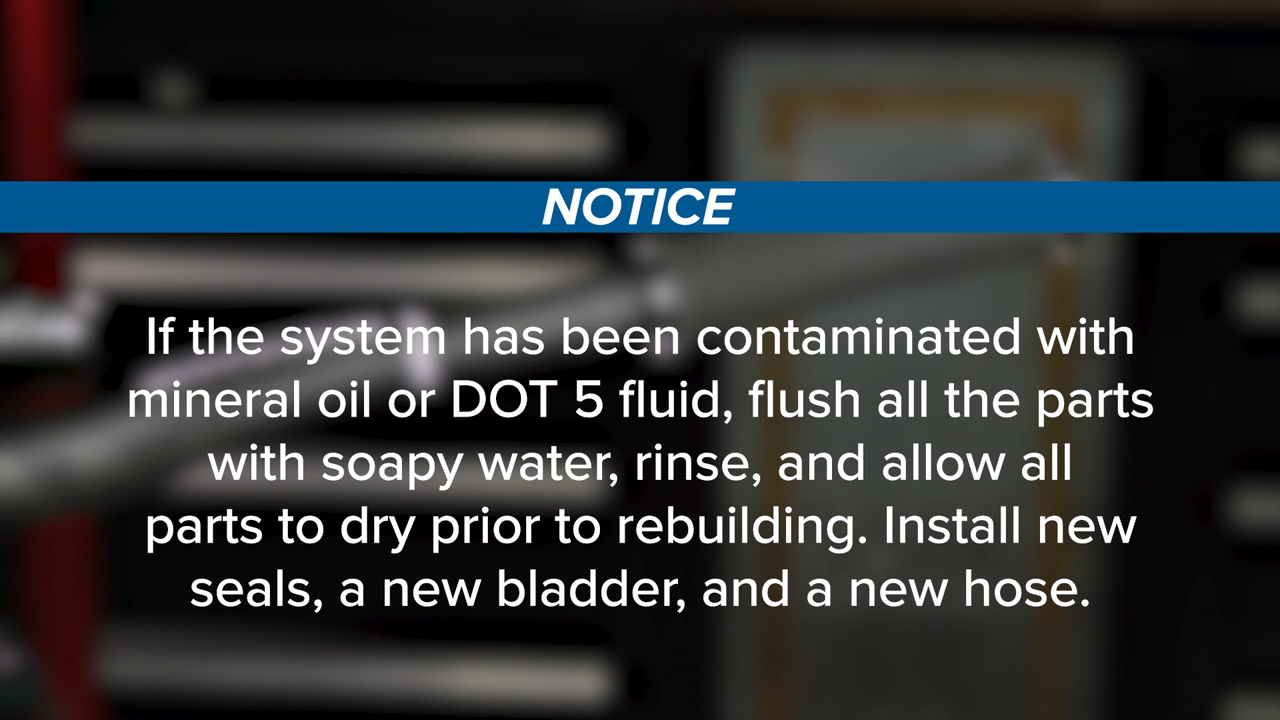 NOTICE
If the system has been contaminated with
mineral oil or DOT 5 fluid, flush all the parts
with soapy water, rinse, and allow all
parts to dry prior to rebuilding. Install new
seals, a new bladder, and a new hose.